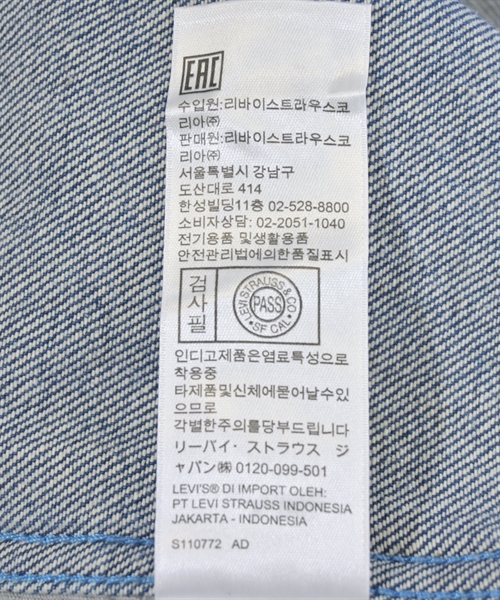 EAC
수입원:리바이스트라우스코
리아㈜
판매원:리바이스트라우스코
리아㈜
서울특별시 강남구
도산대로 414
한성빌딩11층 02-528-8800
소비자상담: 02-2051-1040
전기용품 및생활용품
안전관리법에의한품질표시
검사필
LEVI STRAUSS & CO.
PASS
SF CAL
인디고제품은염료특성으로
착용중
타제품및신체에묻어날수있
으므로
각별한주의를당부드립니다
リーバイ・ストラウス ジ
ャパン㈱ 0120-099-501
LEVI'S® DI IMPORT OLEH:
PT LEVI STRAUSS INDONESIA
JAKARTA - INDONESIA
S110772 AD